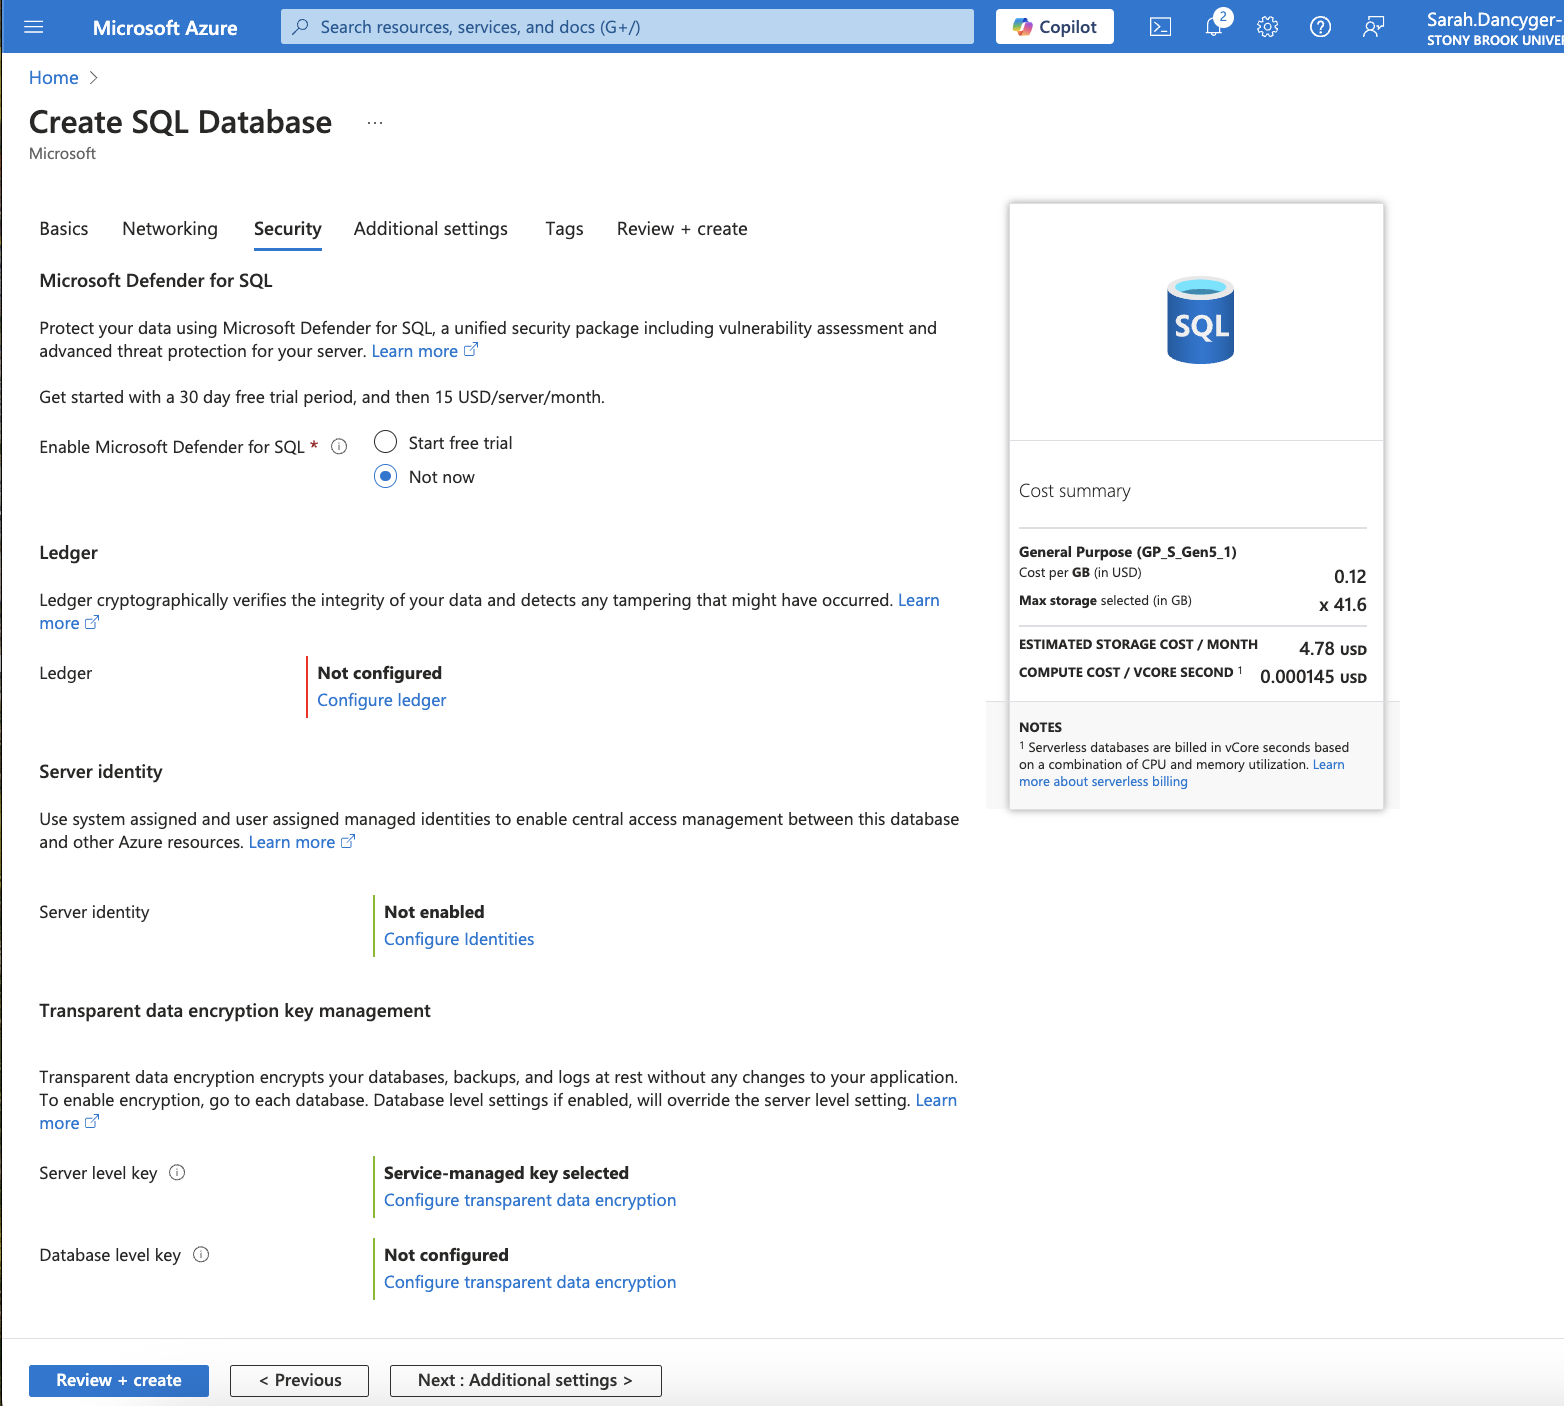 Microsoft Azure
Search resources, services, and docs (G+/)
Copilot
2
Sarah.Dancyger-
STONY BROOK UNIVER
Home >
Create SQL Database
...
Microsoft
Basics
Networking
Security
Additional settings
Tags
Review + create
Microsoft Defender for SQL
Protect your data using Microsoft Defender for SQL, a unified security package including vulnerability assessment and
advanced threat protection for your server. Learn more
Get started with a 30 day free trial period, and then 15 USD/server/month.
Enable Microsoft Defender for SQL *
Start free trial
Not now
Ledger
Ledger cryptographically verifies the integrity of your data and detects any tampering that might have occurred. Learn
more
Ledger
Not configured
Configure ledger
Server identity
Use system assigned and user assigned managed identities to enable central access management between this database
and other Azure resources. Learn more
Server identity
Not enabled
Configure Identities
Transparent data encryption key management
Transparent data encryption encrypts your databases, backups, and logs at rest without any changes to your application.
To enable encryption, go to each database. Database level settings if enabled, will override the server level setting. Learn
more
Server level key
Service-managed key selected
Configure transparent data encryption
Database level key
Not configured
Configure transparent data encryption
SQL
Cost summary
General Purpose (GP_S_Gen5_1)
Cost per GB (in USD)
0.12
Max storage selected (in GB)
x 41.6
ESTIMATED STORAGE COST / MONTH
4.78 USD
COMPUTE COST / VCORE SECOND 1
0.000145 USD
NOTES
1 Serverless databases are billed in vCore seconds based
on a combination of CPU and memory utilization. Learn
more about serverless billing
Review + create
< Previous
Next : Additional settings >